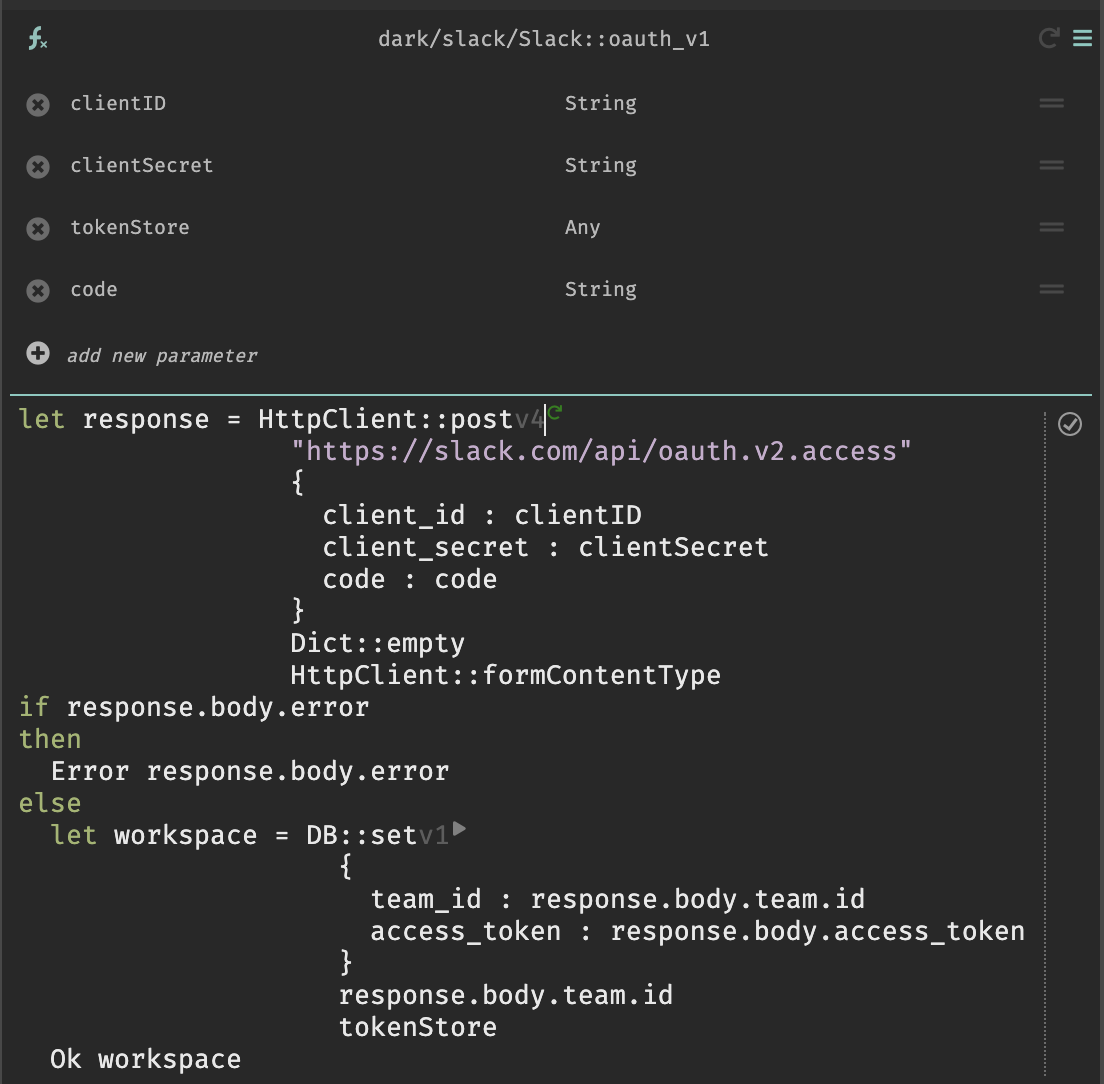 dark/slack/Slack::oauth_v1
clientID String
clientSecret String
tokenStore Any
code String
add new parameter
let response = HttpClient::postv4
"https://slack.com/api/oauth.v2.access"
{
client_id : clientID
client_secret : clientSecret
code : code
}
Dict::empty
HttpClient::formContentType
if response.body.error
then
Error response.body.error
else
let workspace = DB::setv1
{
team_id : response.body.team.id
access_token : response.body.access_token
}
response.body.team.id
tokenStore
Ok workspace